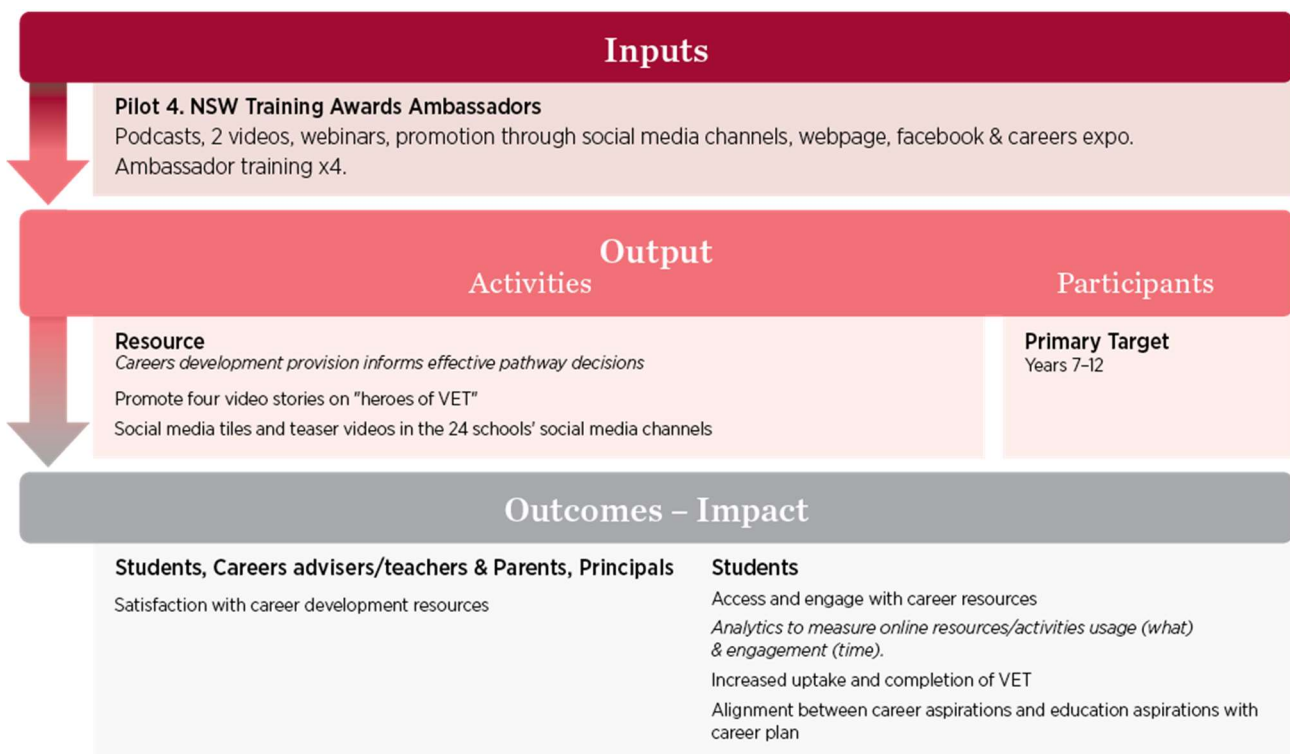 Inputs
Pilot 4. NSW Training Awards Ambassadors
Podcasts, 2 videos, webinars, promotion through social media channels, webpage, facebook & careers expo.
Ambassador training x4.
Output
Activities
Participants
Resource
Careers development provision informs effective pathway decisions
Promote four video stories on "heroes of VET"
Social media tiles and teaser videos in the 24 schools' social media channels
Primary Target
Years 7–12
Outcomes – Impact
Students, Careers advisers/teachers & Parents, Principals
Satisfaction with career development resources
Students
Access and engage with career resources
Analytics to measure online resources/activities usage (what)
& engagement (time).
Increased uptake and completion of VET
Alignment between career aspirations and education aspirations with
career plan